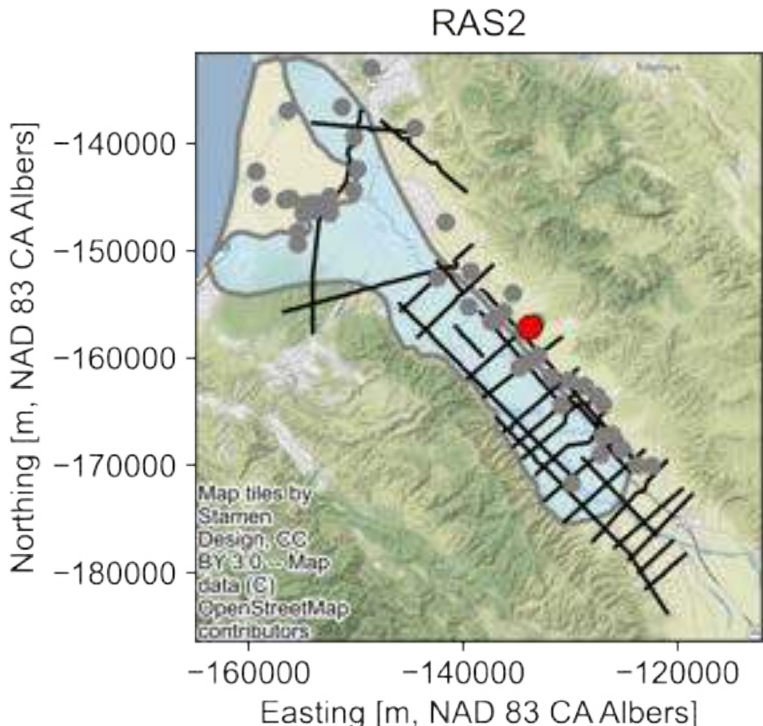 RAS2
Northing [m, NAD 83 CA Albers]
−140000
−150000
−160000
−170000
−180000
Map tiles by
Stamen
Design, CC
BY 3.0 -- Map
data (C)
OpenStreetMap
contributors
−160000
−140000
−120000
Easting [m, NAD 83 CA Albers]